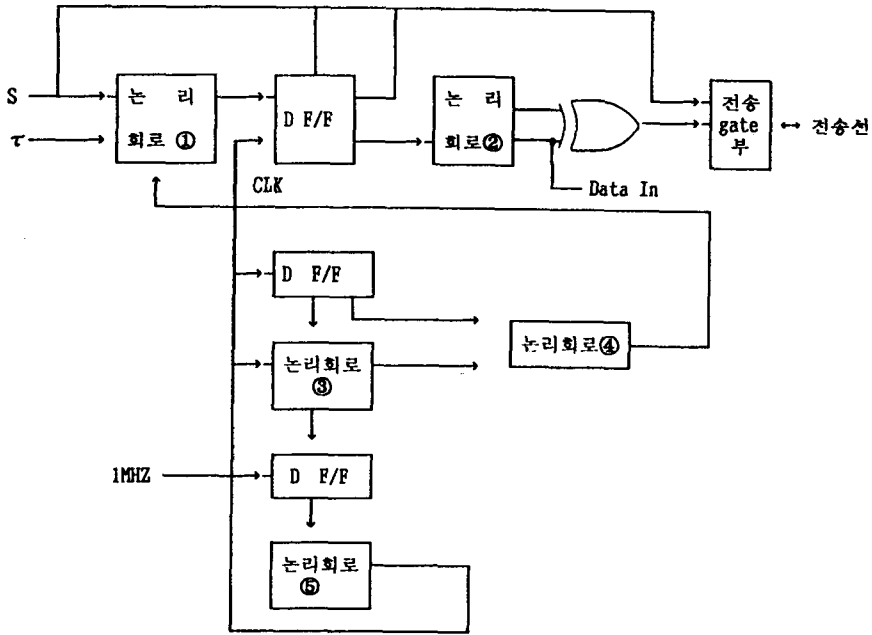 S
τ
논 리
회로 ①
D F/F
CLK
논 리
회로②
Data In
전송
gate
부
↔ 전송선
D F/F
논리회로
③
논리회로④
1MHZ
D F/F
논리회로
⑤